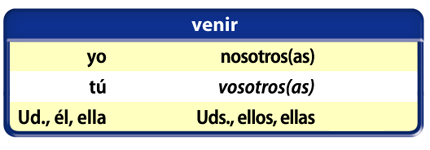 venir
yo nosotros(as)
tú vosotros(as)
Ud., él, ella Uds., ellos, ellas